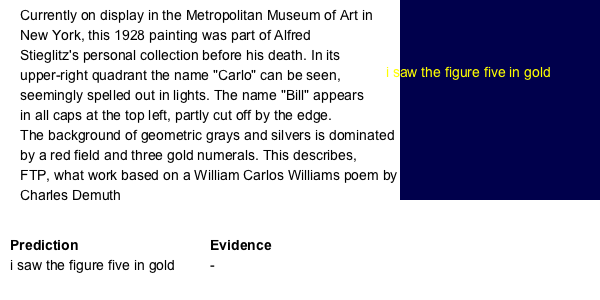 Currently on display in the Metropolitan Museum of Art in
New York, this 1928 painting was part of Alfred
Stieglitz's personal collection before his death. In its
upper-right quadrant the name "Carlo" can be seen,
seemingly spelled out in lights. The name "Bill" appears
in all caps at the top left, partly cut off by the edge.
The background of geometric grays and silvers is dominated
by a red field and three gold numerals. This describes,
FTP, what work based on a William Carlos Williams poem by
Charles Demuth
i saw the figure five in gold
Prediction Evidence
i saw the figure five in gold -